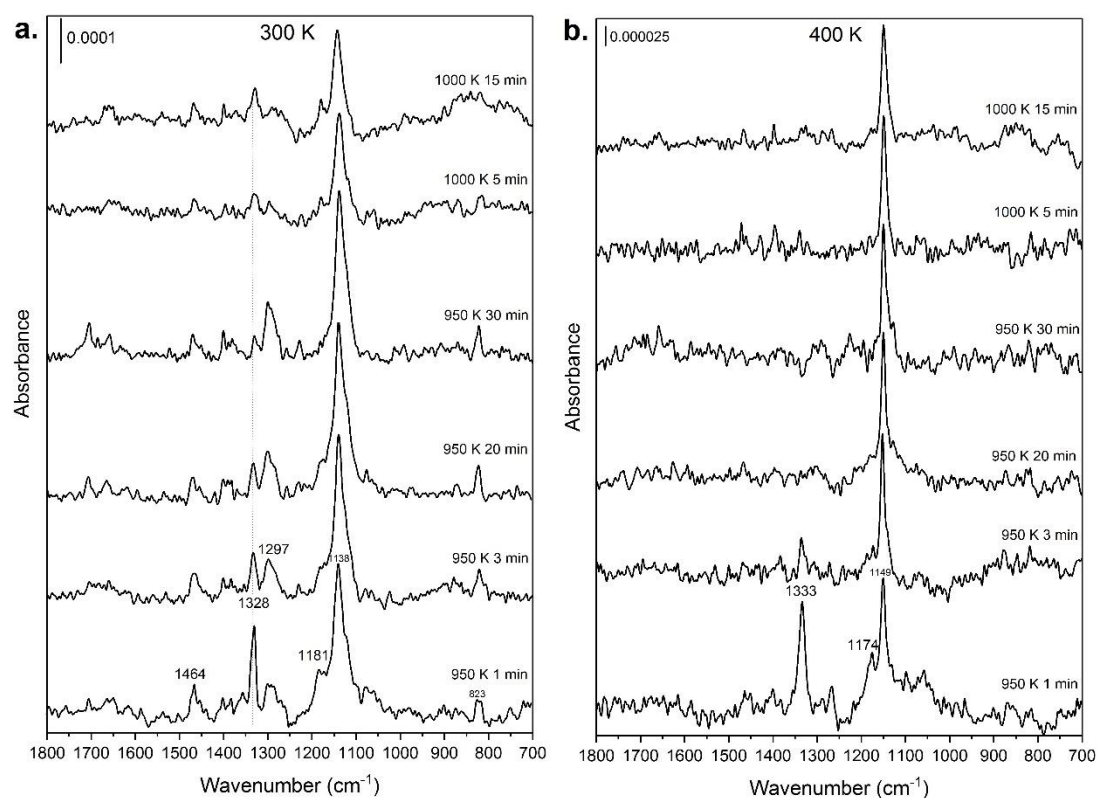 a.
0.0001
300 K
1000 K 15 min
1000 K 5 min
950 K 30 min
950 K 20 min
950 K 3 min
1297
1138
1328
1464
1181
950 K 1 min
823
Absorbance
1800 1700 1600 1500 1400 1300 1200 1100 1000 900 800 700
Wavenumber (cm⁻¹)
b.
0.000025
400 K
1000 K 15 min
1000 K 5 min
950 K 30 min
950 K 20 min
950 K 3 min
1149
1333
1174
950 K 1 min
Absorbance
1800 1700 1600 1500 1400 1300 1200 1100 1000 900 800 700
Wavenumber (cm⁻¹)